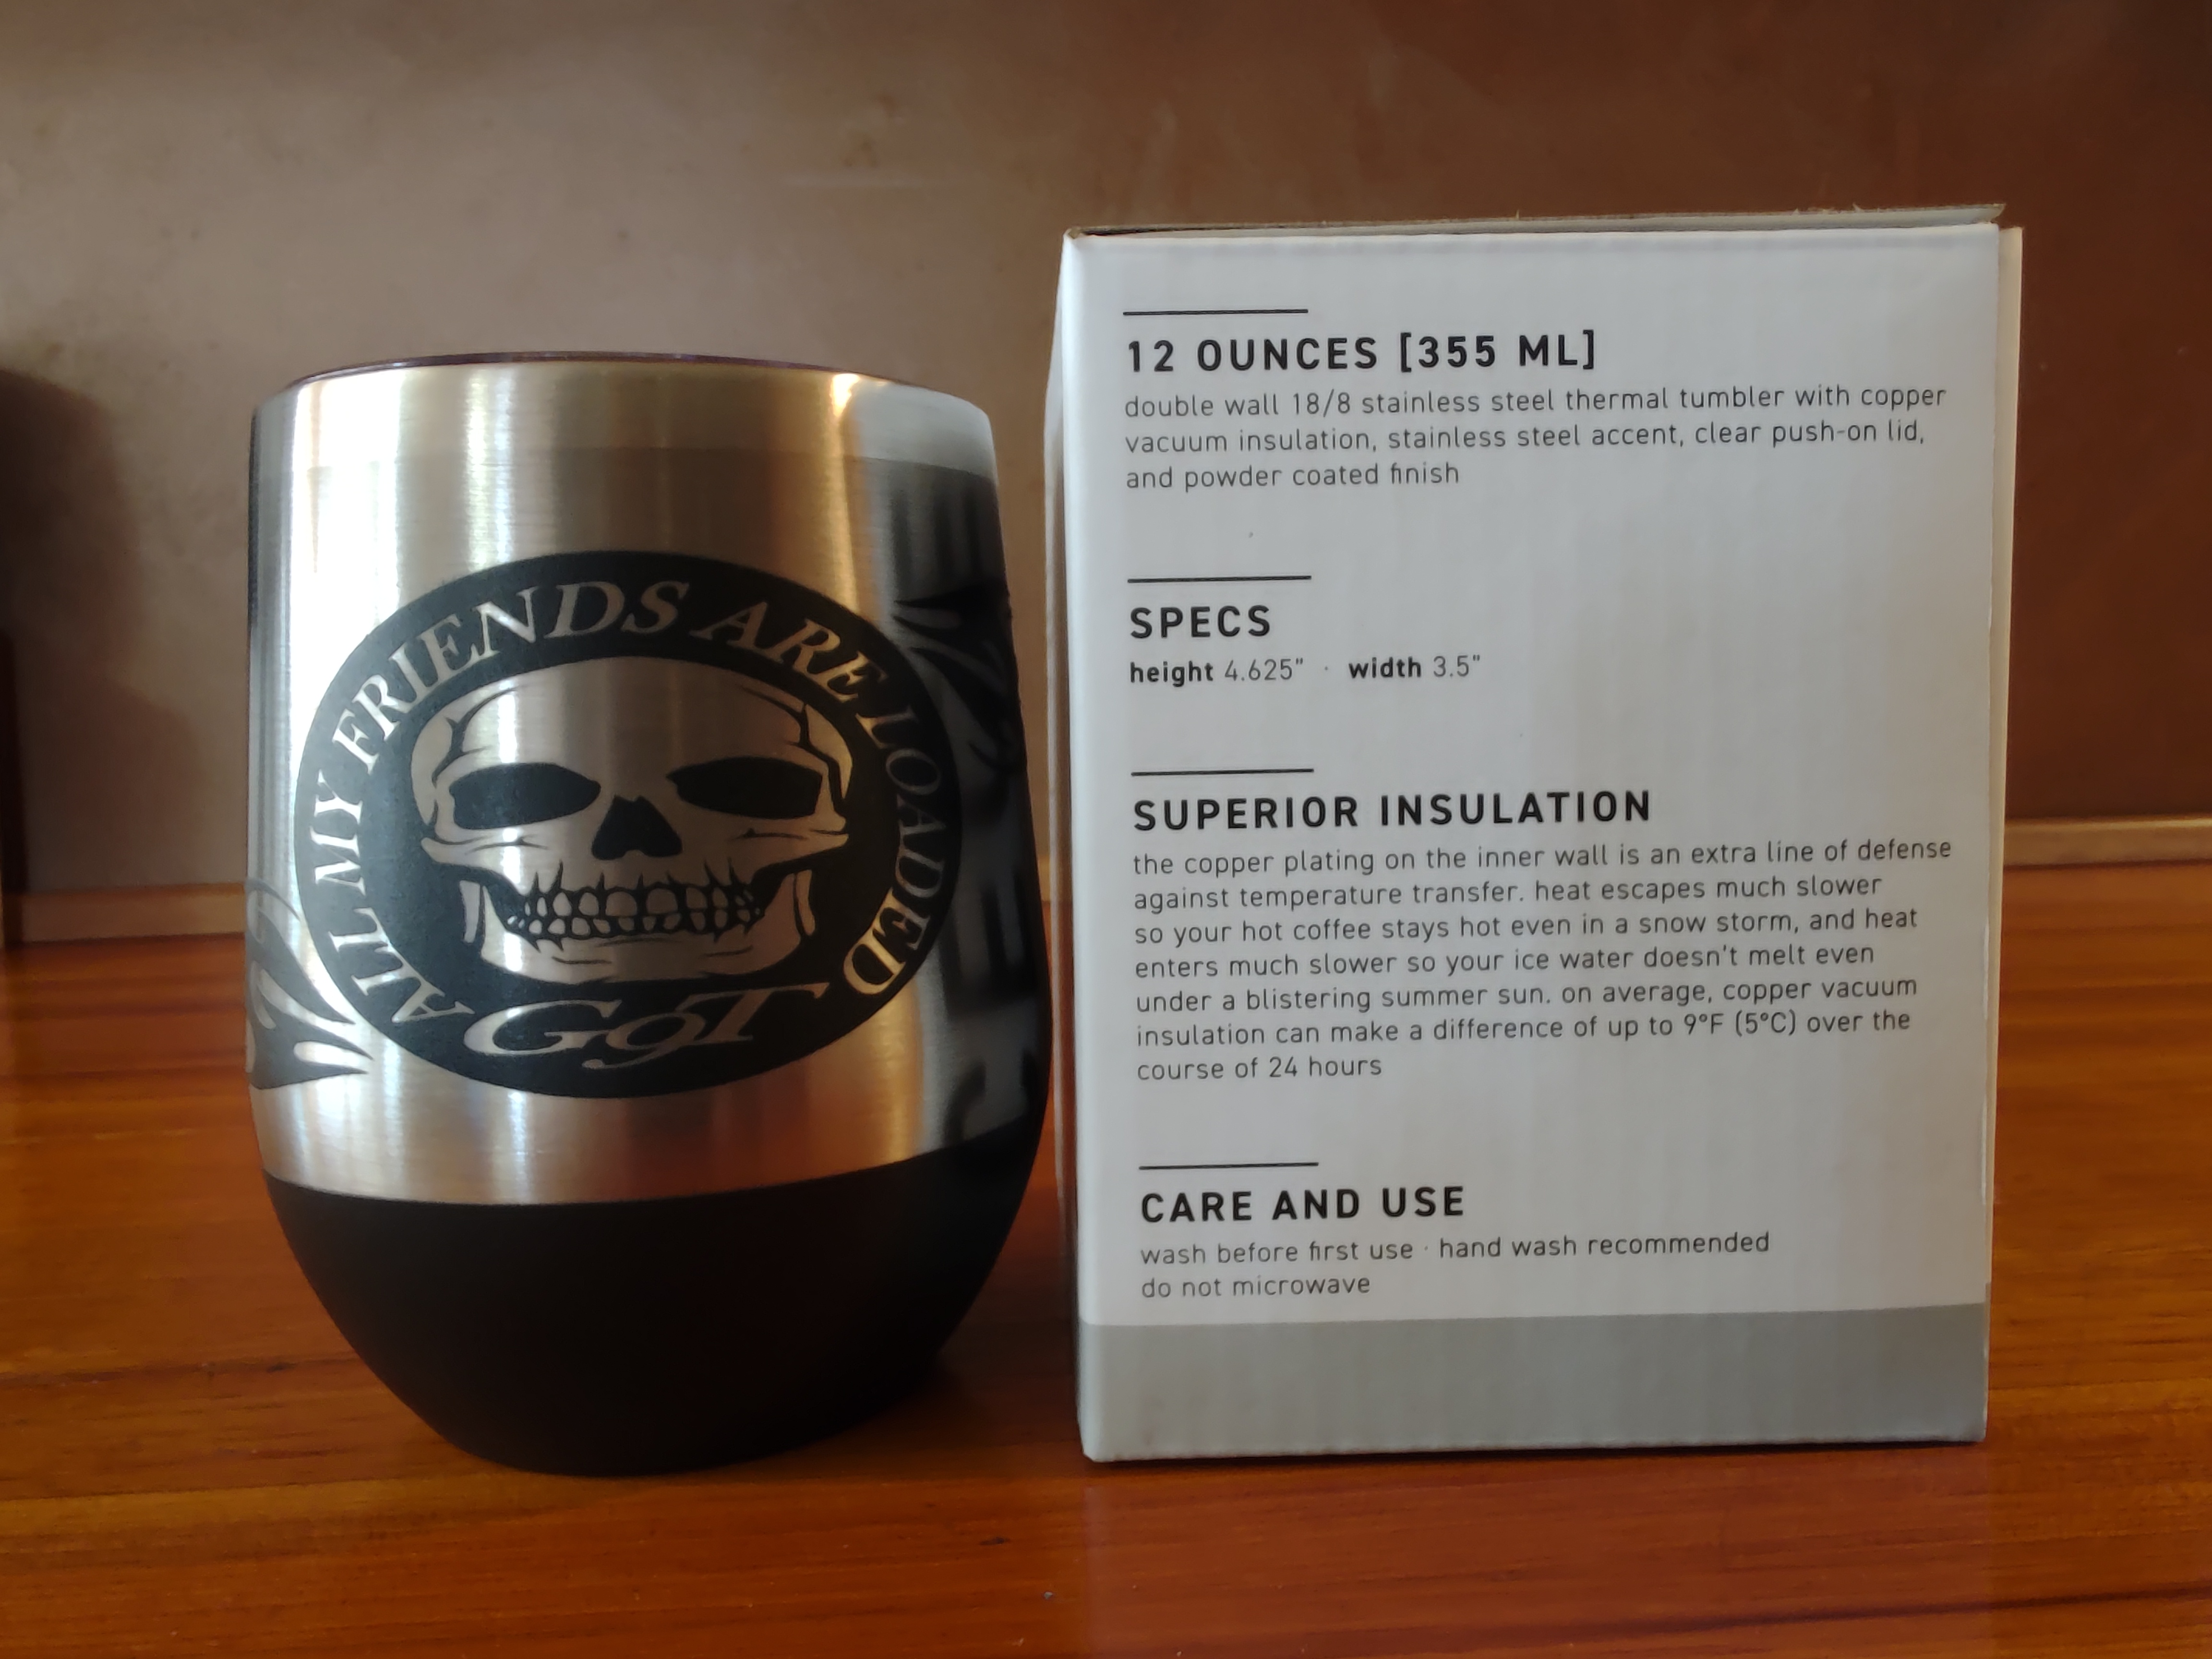 ALL MY FRIENDS ARE LOADED
G9T
12 OUNCES [355 ML]
double wall 18/8 stainless steel thermal tumbler with copper
vacuum insulation, stainless steel accent, clear push-on lid,
and powder coated finish
SPECS
height 4.625" · width 3.5"
SUPERIOR INSULATION
the copper plating on the inner wall is an extra line of defense
against temperature transfer. heat escapes much slower
so your hot coffee stays hot even in a snow storm, and heat
enters much slower so your ice water doesn't melt even
under a blistering summer sun. on average, copper vacuum
insulation can make a difference of up to 9°F (5°C) over the
course of 24 hours
CARE AND USE
wash before first use · hand wash recommended
do not microwave